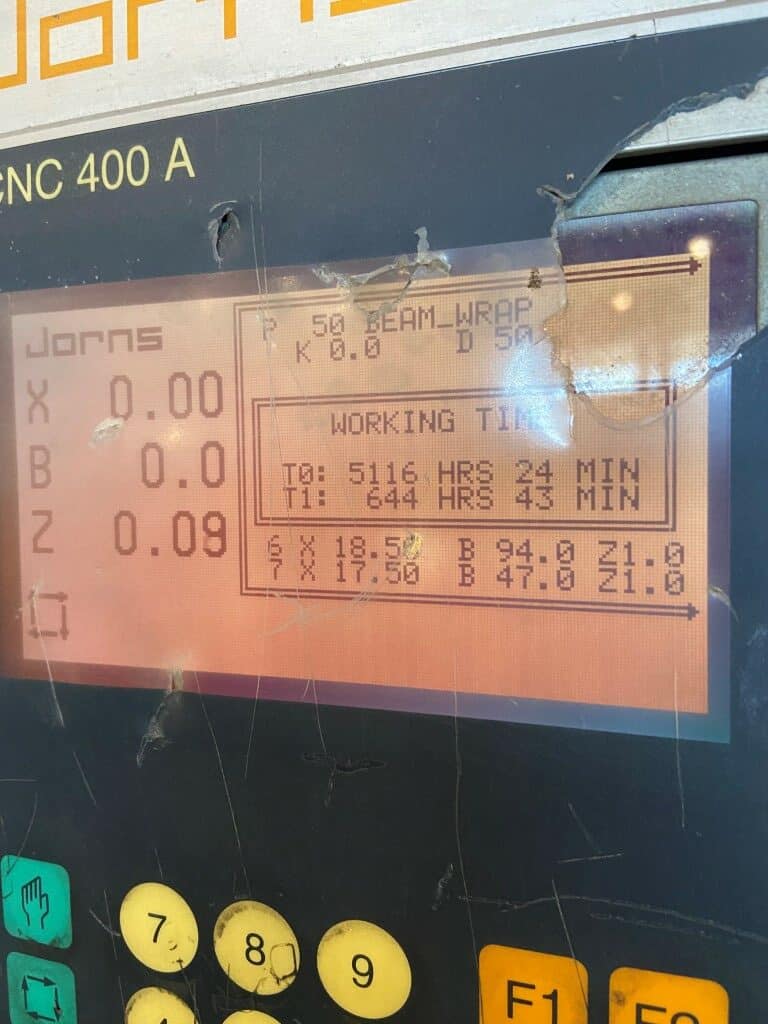 Jorns
CNC 400 A
Jorns
X 0.00
B 0.0
Z 0.09
P 50 BEAM_WRAP
K 0.0 D 50
WORKING TIM
T0: 5116 HRS 24 MIN
T1: 644 HRS 43 MIN
6 X 18.50 B 94.0 Z1.0
7 X 17.50 B 47.0 Z1.0
7 8 9
F1 F2